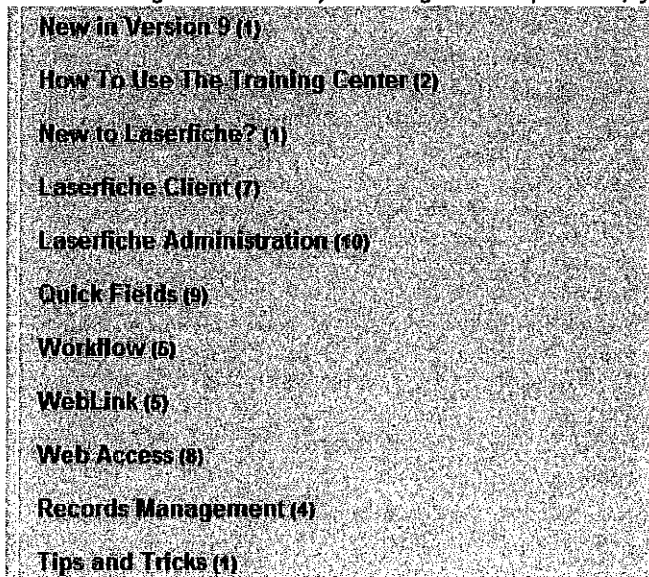 New in Version 9 (1)
How To Use The Training Center (2)
New to Laserfiche? (1)
Laserfiche Client (7)
Laserfiche Administration (10)
Quick Fields (9)
Workflow (5)
WebLink (5)
Web Access (8)
Records Management (4)
Tips and Tricks (1)